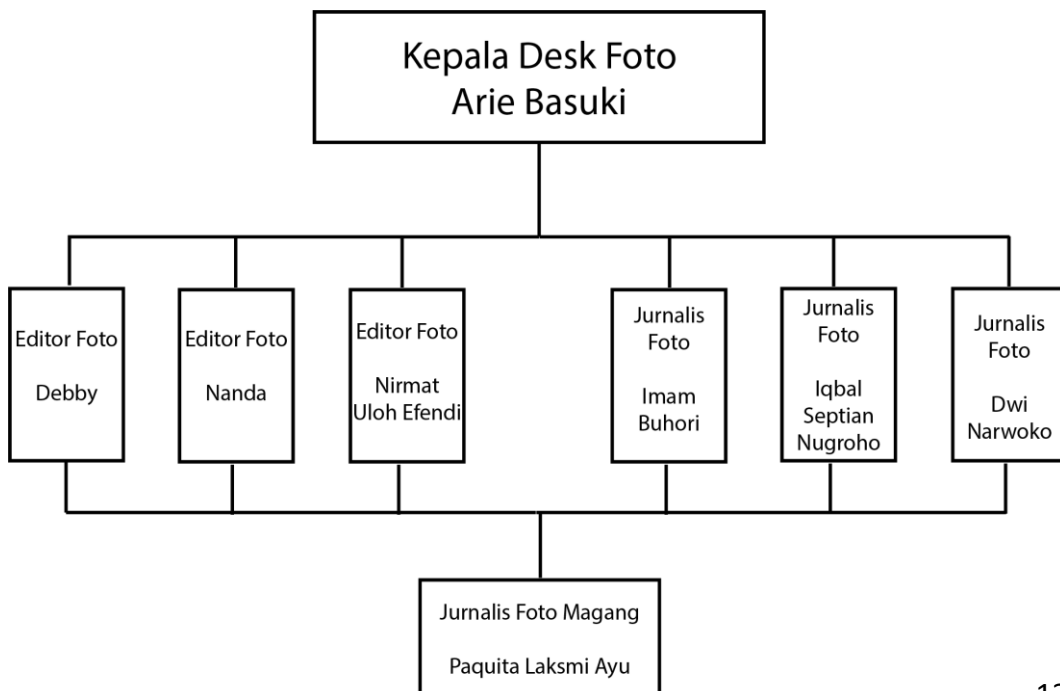 Kepala Desk Foto
Arie Basuki
Editor Foto
Debby
Editor Foto
Nanda
Editor Foto
Nirmat
Uloh Efendi
Jurnalis
Foto
Imam
Buhori
Jurnalis
Foto
Iqbal
Septian
Nugroho
Jurnalis
Foto
Dwi
Narwoko
Jurnalis Foto Magang
Paquita Laksmi Ayu